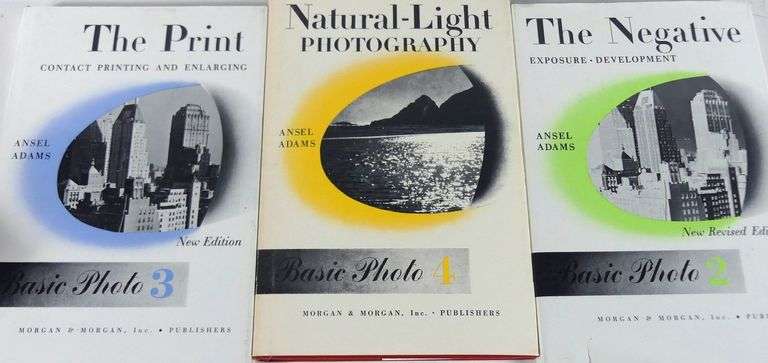 The Print
CONTACT PRINTING AND ENLARGING
ANSEL
ADAMS
New Edition
Basic Photo 3
MORGAN & MORGAN, Inc. • PUBLISHERS
Natural-Light
PHOTOGRAPHY
ANSEL
ADAMS
Basic Photo 4
MORGAN & MORGAN, Inc. • PUBLISHERS
The Negative
EXPOSURE • DEVELOPMENT
ANSEL
ADAMS
New Revised Edi
Basic Photo 2
MORGAN & MORGAN, Inc. • PU